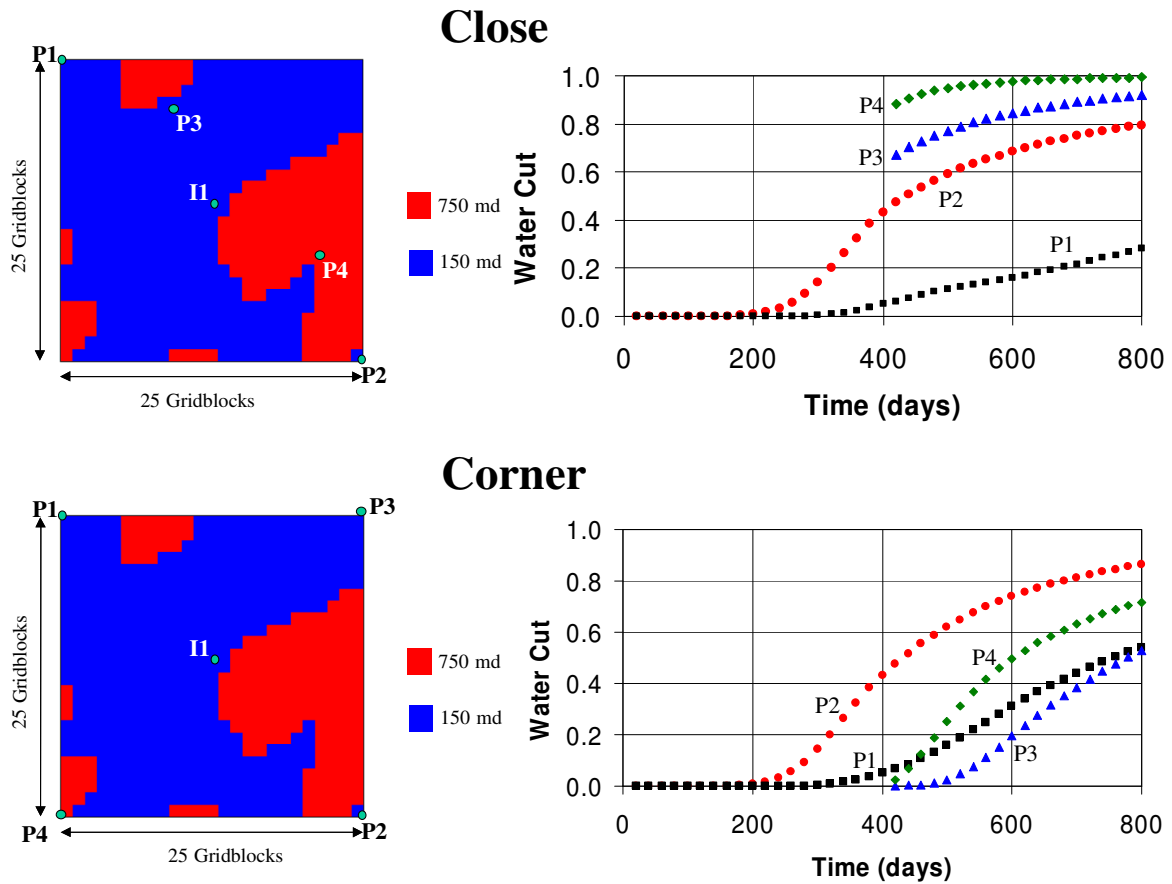 Close
P1
P3
I1
P4
P2
25 Gridblocks
25 Gridblocks
750 md
150 md
Water Cut
1.0
0.8
0.6
0.4
0.2
0.0
P4
P3
P2
P1
0
200
400
600
800
Time (days)
Corner
P1
P3
I1
P4
P2
25 Gridblocks
25 Gridblocks
750 md
150 md
Water Cut
1.0
0.8
0.6
0.4
0.2
0.0
P2
P4
P1
P3
0
200
400
600
800
Time (days)